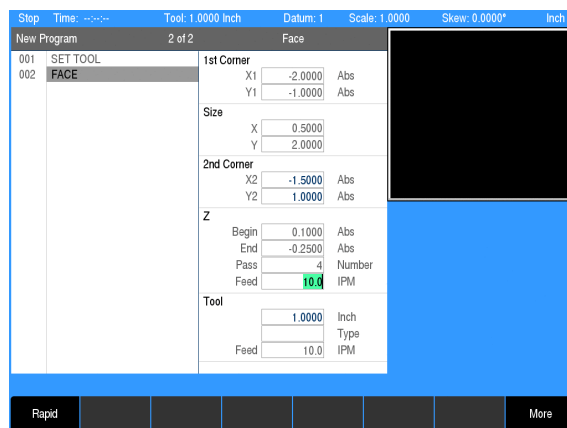 Stop Time: --:--:-- Tool: 1.0000 Inch Datum: 1 Scale: 1.0000 Skew: 0.0000° Inch
New Program 2 of 2 Face
001 SET TOOL
002 FACE
1st Corner
X1 -2.0000 Abs
Y1 -1.0000 Abs
Size
X 0.5000
Y 2.0000
2nd Corner
X2 -1.5000 Abs
Y2 1.0000 Abs
Z
Begin 0.1000 Abs
End -0.2500 Abs
Pass 4 Number
Feed 10.0 IPM
Tool
1.0000 Inch
Type
Feed 10.0 IPM
Rapid More